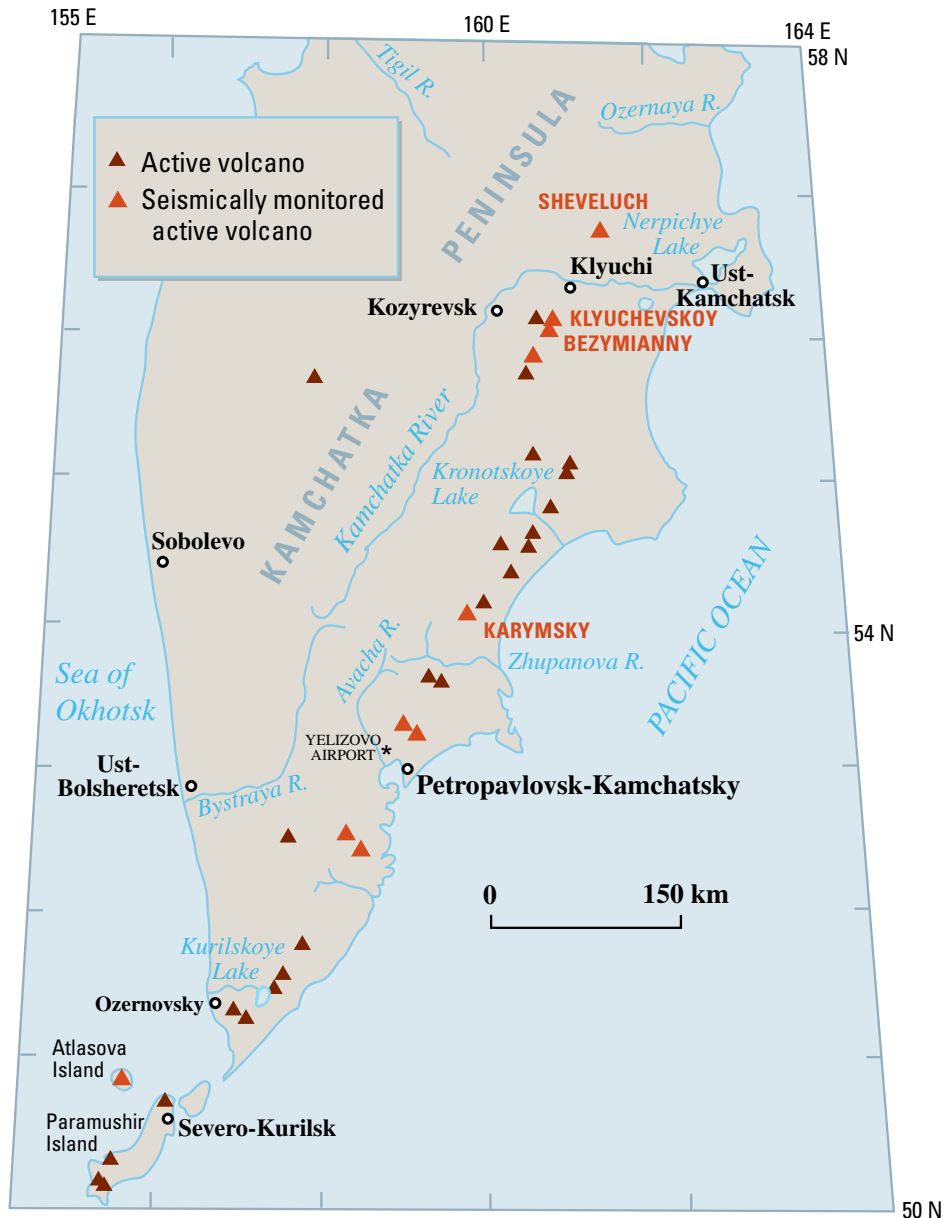 155 E
160 E
164 E
58 N
Tigil R.
Ozernaya R.
PENINSULA
Active volcano
Seismically monitored
active volcano
SHEVELUCH
Nerpichye
Lake
Klyuchi
Ust-
Kamchatsk
Kozyrevsk
KLYUCHEVSKOY
BEZYMIANNY
KAMCHATKA
Kamchatka River
Kronotskoye
Lake
Sobolevo
KARYMSKY
54 N
Avacha R.
Zhupanova R.
PACIFIC OCEAN
Sea of
Okhotsk
YELIZOVO
AIRPORT *
Ust-
Bolsheretsk
Bystraya R.
Petropavlovsk-Kamchatsky
0 150 km
Kurilskoye
Lake
Ozernovsky
Atlasova
Island
Paramushir
Island
Severo-Kurilsk
50 N